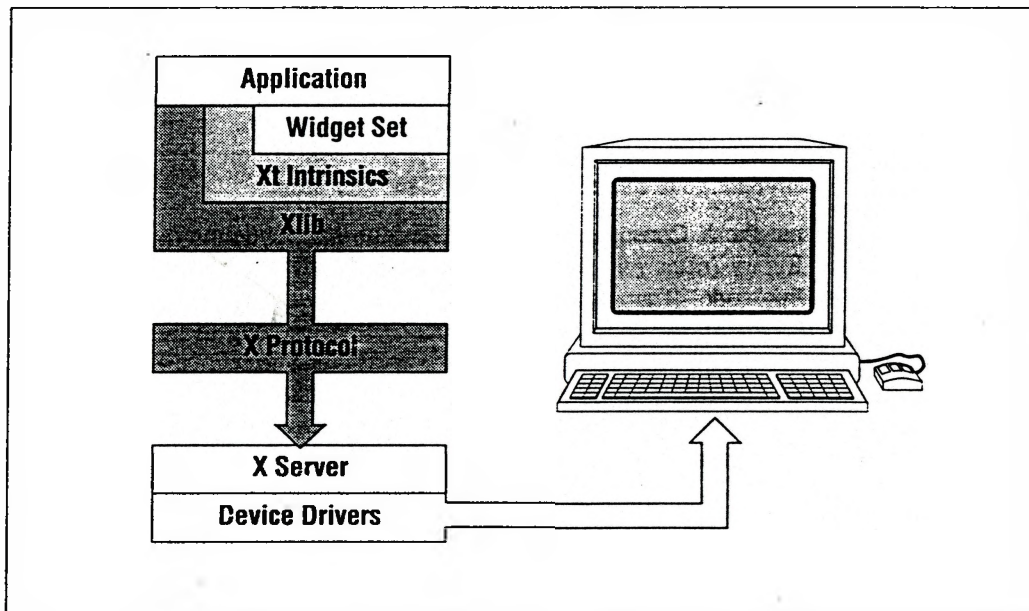 Application
Widget Set
Xt Intrinsics
Xlib
X Protocol
X Server
Device Drivers